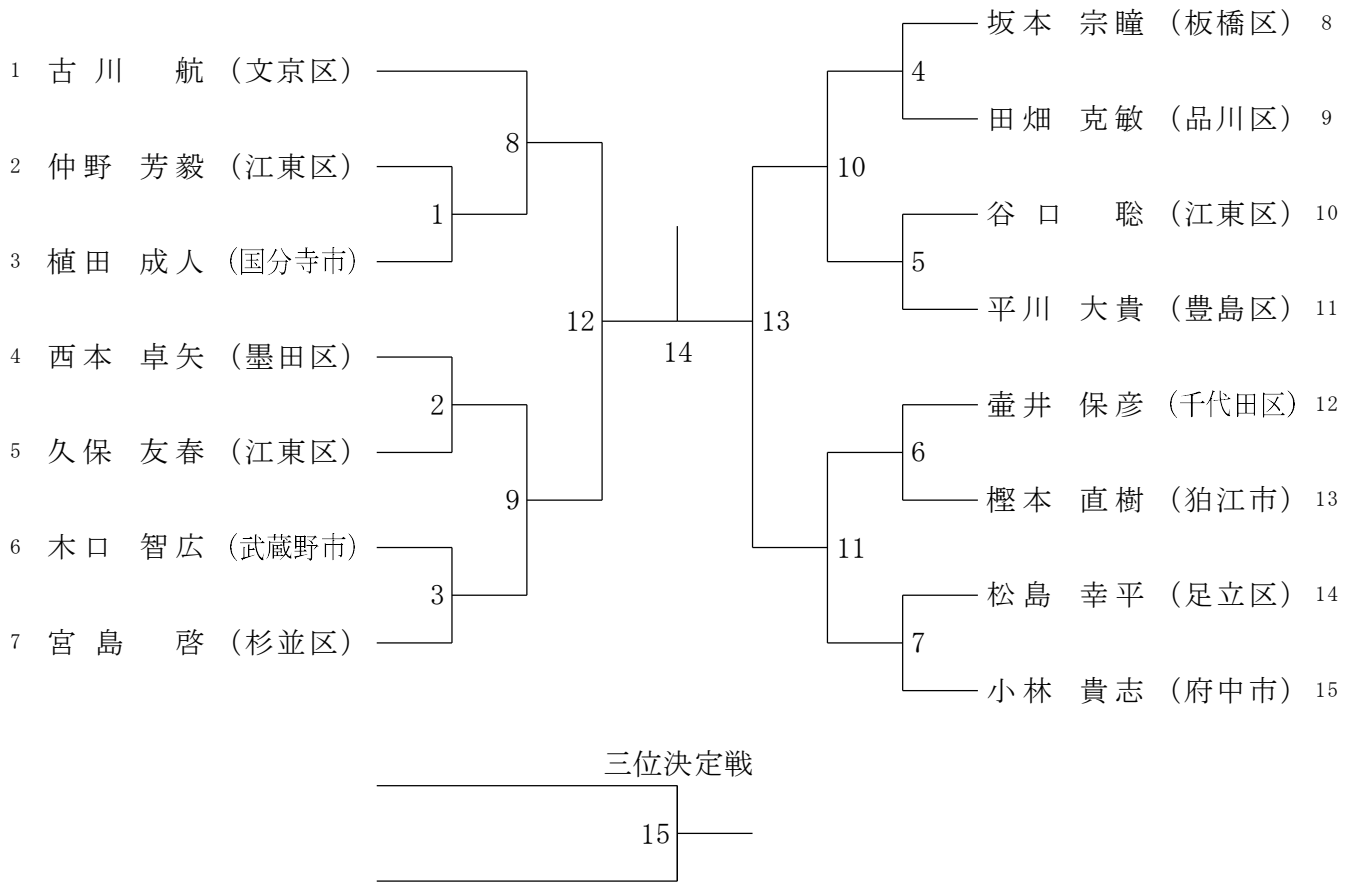 1 古川 航 (文京区)
2 仲野 芳毅 (江東区)
3 植田 成人 (国分寺市)
4 西本 卓矢 (墨田区)
5 久保 友春 (江東区)
6 木口 智広 (武蔵野市)
7 宮島 啓 (杉並区)
1
2
3
8
9
12
14
13
10
11
4
5
6
7
坂本 宗瞳 (板橋区) 8
田畑 克敏 (品川区) 9
谷口 聡 (江東区) 10
平川 大貴 (豊島区) 11
壷井 保彦 (千代田区) 12
樫本 直樹 (狛江市) 13
松島 幸平 (足立区) 14
小林 貴志 (府中市) 15
三位決定戦
15